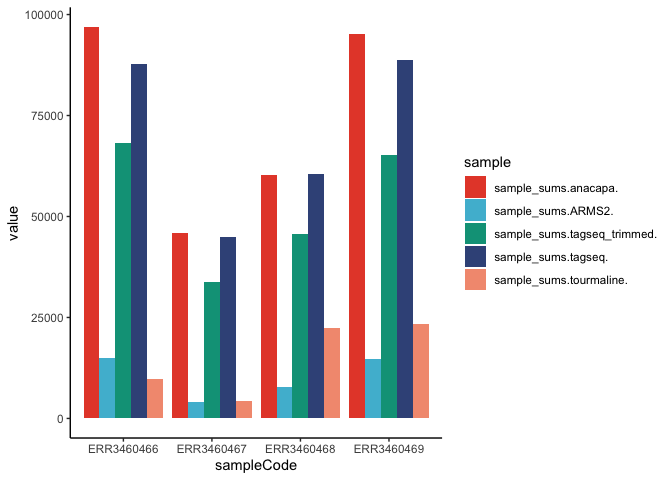 100000
75000
50000
25000
0
value
ERR3460466 ERR3460467 ERR3460468 ERR3460469
sampleCode
sample
sample_sums.anacapa.
sample_sums.ARMS2.
sample_sums.tagseq_trimmed.
sample_sums.tagseq.
sample_sums.tourmaline.